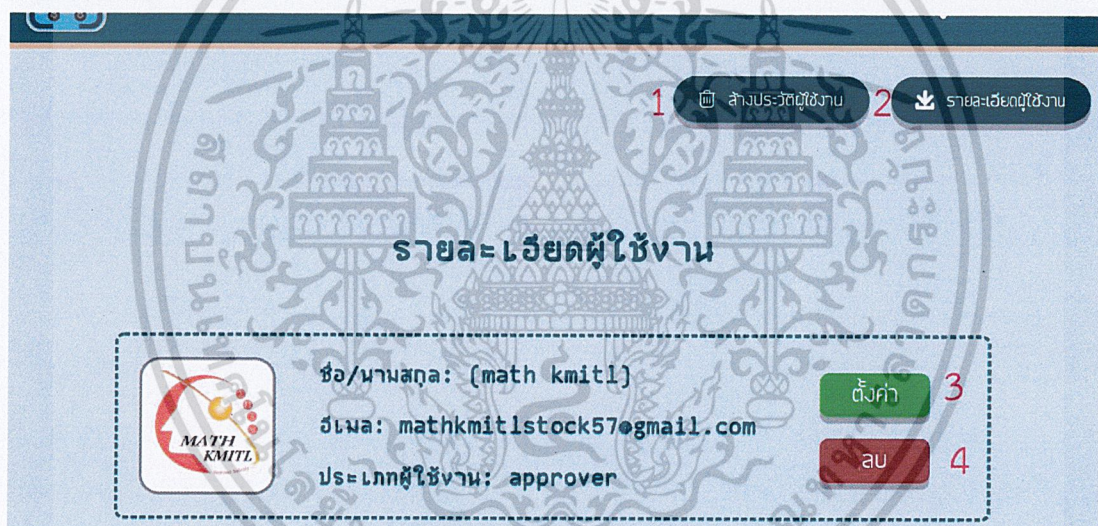 1 ล้างประวัติผู้ใช้งาน 2 รายละเอียดผู้ใช้งาน
รายละเอียดผู้ใช้งาน
ชื่อ/นามสกุล: (math kmitl)
ตั้งค่า 3
อีเมล: mathkmitlstock57@gmail.com
MATH
KMITL
ลบ 4
ประเภทผู้ใช้งาน: approver